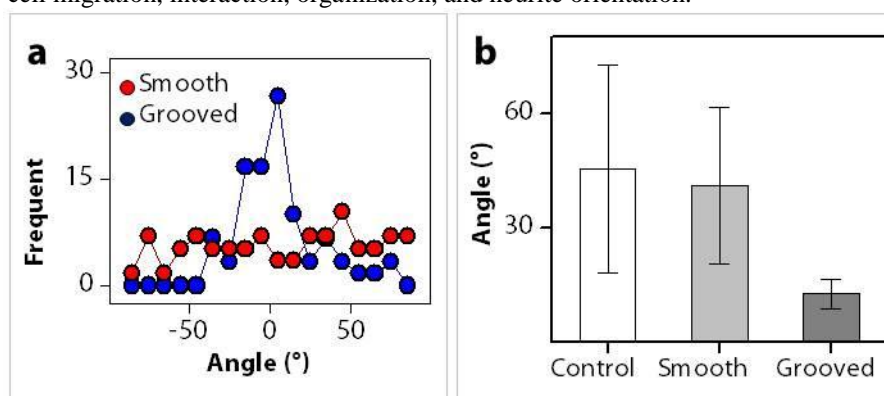 cell migration, interaction, organization, and neurite orientation.
a
30
15
0
Frequent
Smooth
Grooved
-50 0 50
Angle (°)
b
60
30
Angle (°)
Control Smooth Grooved